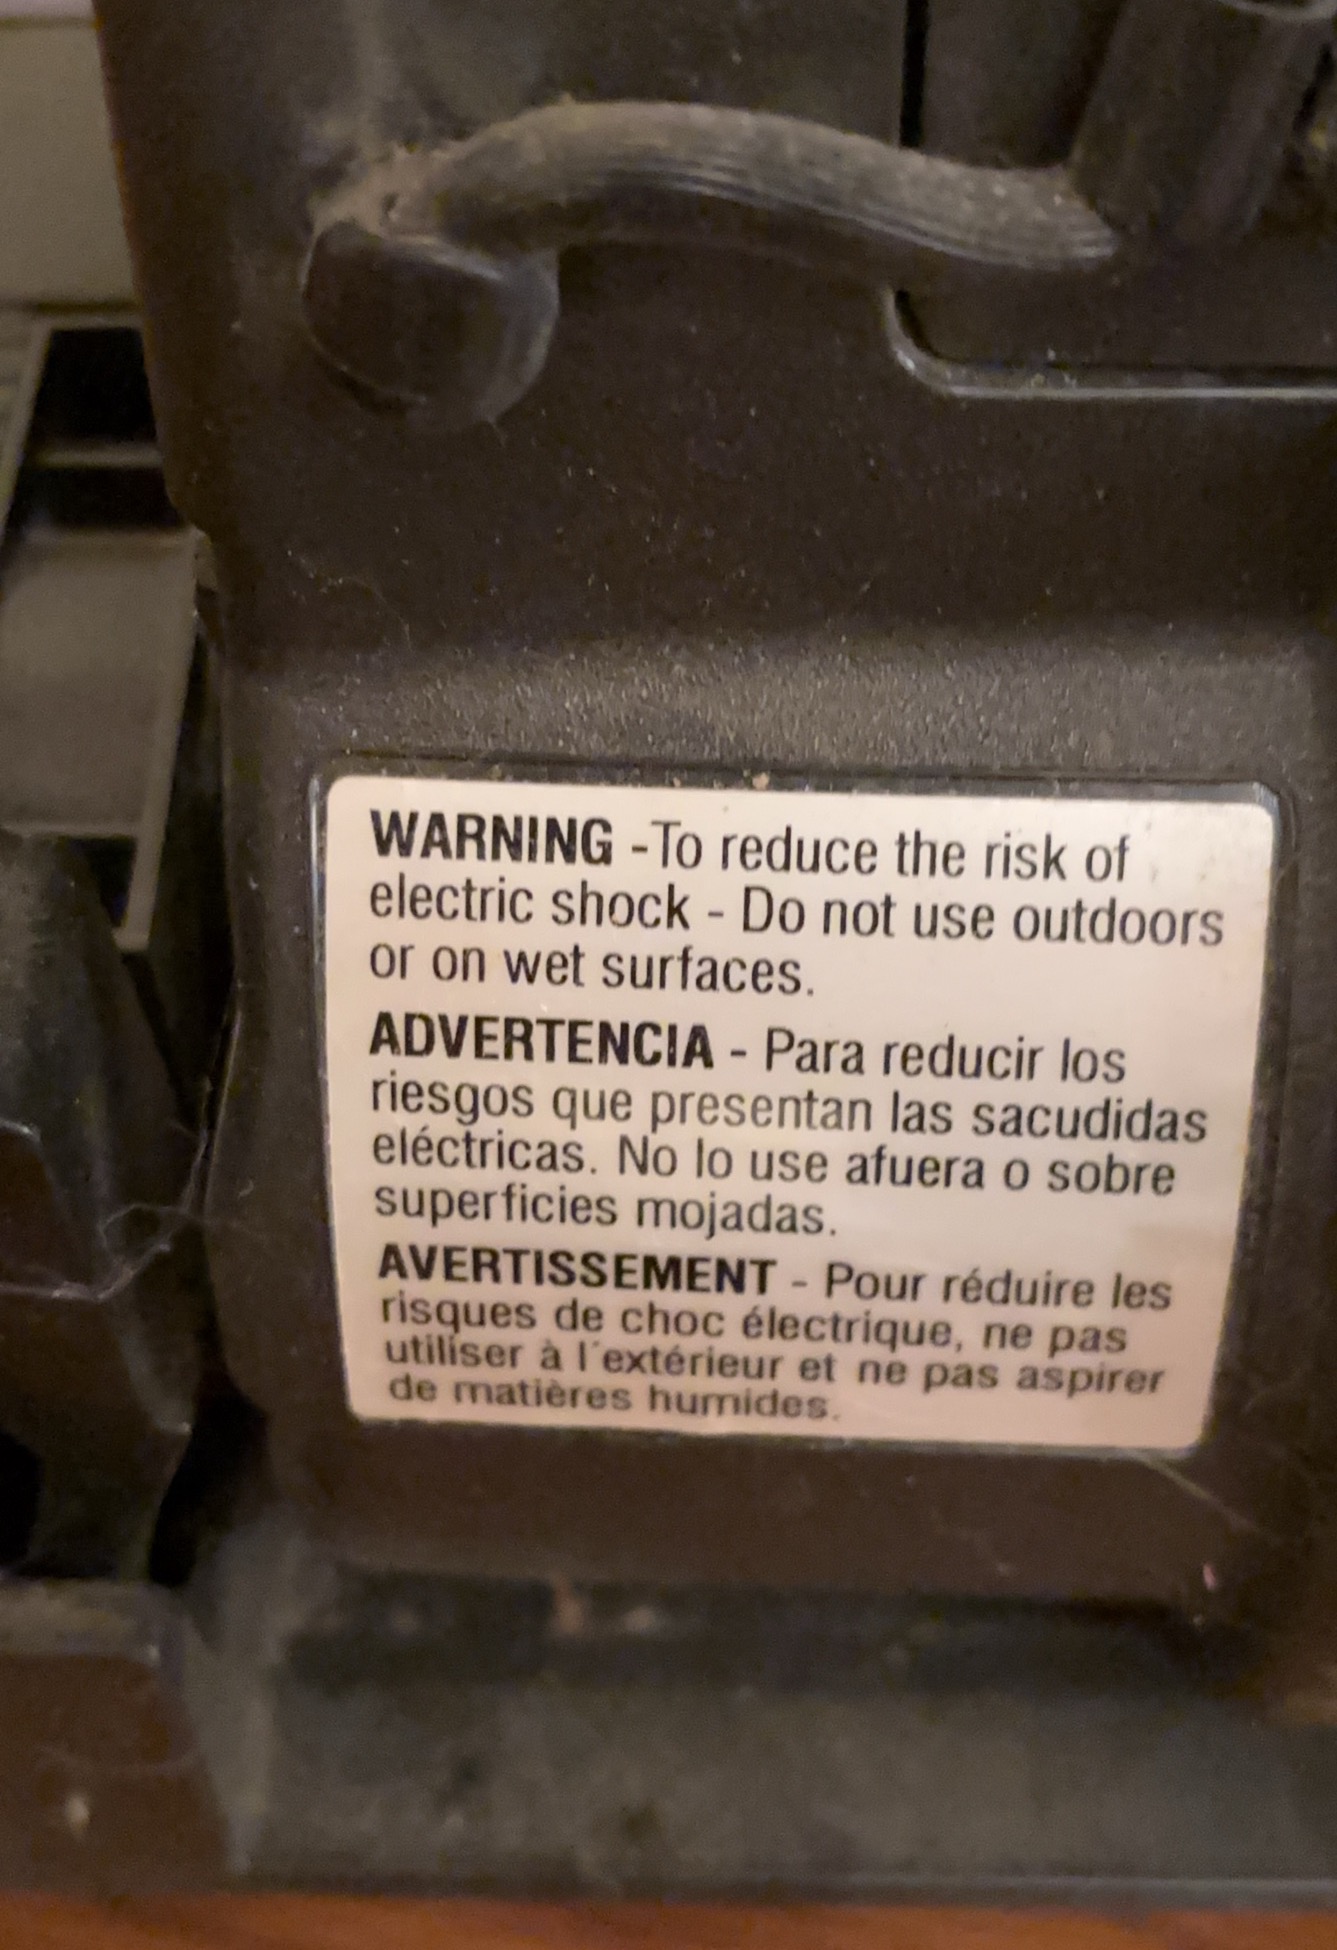 WARNING -To reduce the risk of
electric shock - Do not use outdoors
or on wet surfaces.
ADVERTENCIA - Para reducir los
riesgos que presentan las sacudidas
eléctricas. No lo use afuera o sobre
superficies mojadas.
AVERTISSEMENT - Pour réduire les
risques de choc électrique, ne pas
utiliser à l'extérieur et ne pas aspirer
de matières humides.